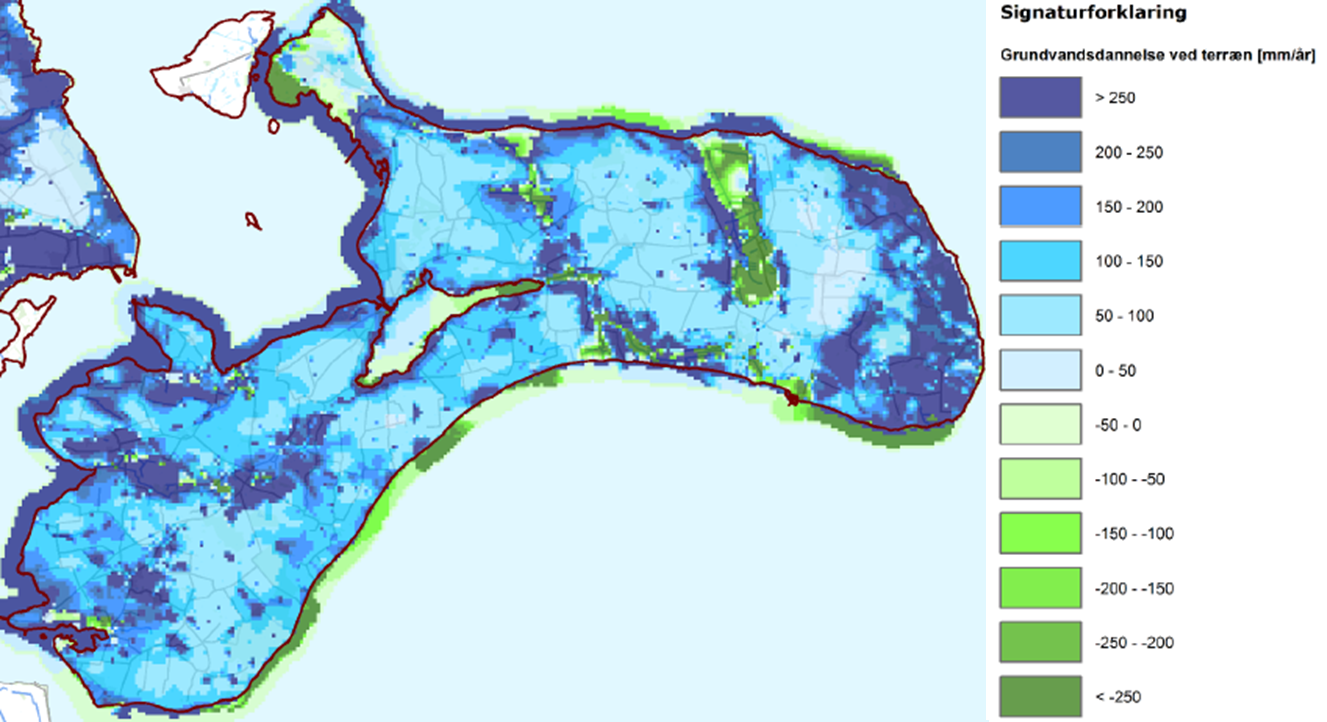 Signaturforklaring
Grundvandsdannelse ved terræn [mm/år]
> 250
200 - 250
150 - 200
100 - 150
50 - 100
0 - 50
-50 - 0
-100 - -50
-150 - -100
-200 - -150
-250 - -200
< -250